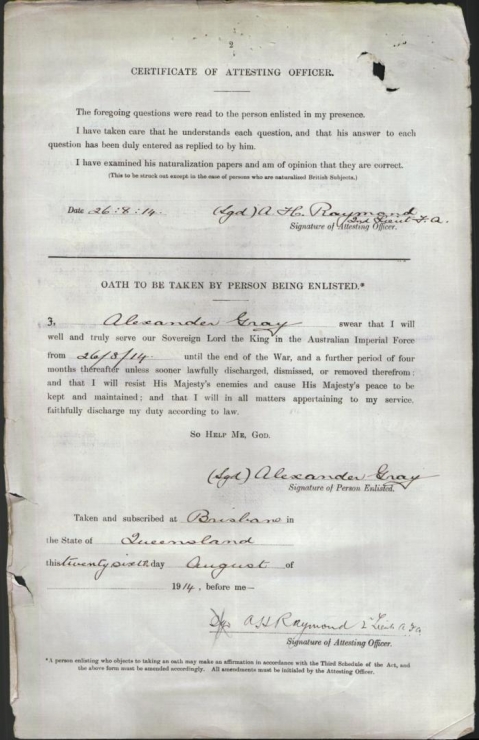 2
CERTIFICATE OF ATTESTING OFFICER.
The foregoing questions were read to the person enlisted in my presence.
I have taken care that he understands each question, and that his answer to each
question has been duly entered as replied to by him.
I have examined his naturalization papers and am of opinion that they are correct.
(This to be struck out except in the case of persons who are naturalized British Subjects.)
Date 26:8:14. (Sgd) A. H. Raymond
2nd Lieut F.A.
Signature of Attesting Officer.
OATH TO BE TAKEN BY PERSON BEING ENLISTED.*
I, Alexander Gray swear that I will
well and truly serve our Sovereign Lord the King in the Australian Imperial Force
from 26/8/14 until the end of the War, and a further period of four
months thereafter unless sooner lawfully discharged, dismissed, or removed therefrom;
and that I will resist His Majesty's enemies and cause His Majesty's peace to be
kept and maintained; and that I will in all matters appertaining to my service,
faithfully discharge my duty according to law.
SO HELP ME, GOD.
(Sgd) Alexander Gray
Signature of Person Enlisted.
Taken and subscribed at Brisbane in
the State of Queensland
this twenty sixth day August of
1914, before me—
A H Raymond 2 Lieut
Signature of Attesting Officer.
*A person enlisting who objects to taking an oath may make an affirmation in accordance with the Third Schedule of the Act, and
the above form must be amended accordingly. All amendments must be initialed by the Attesting Officer.